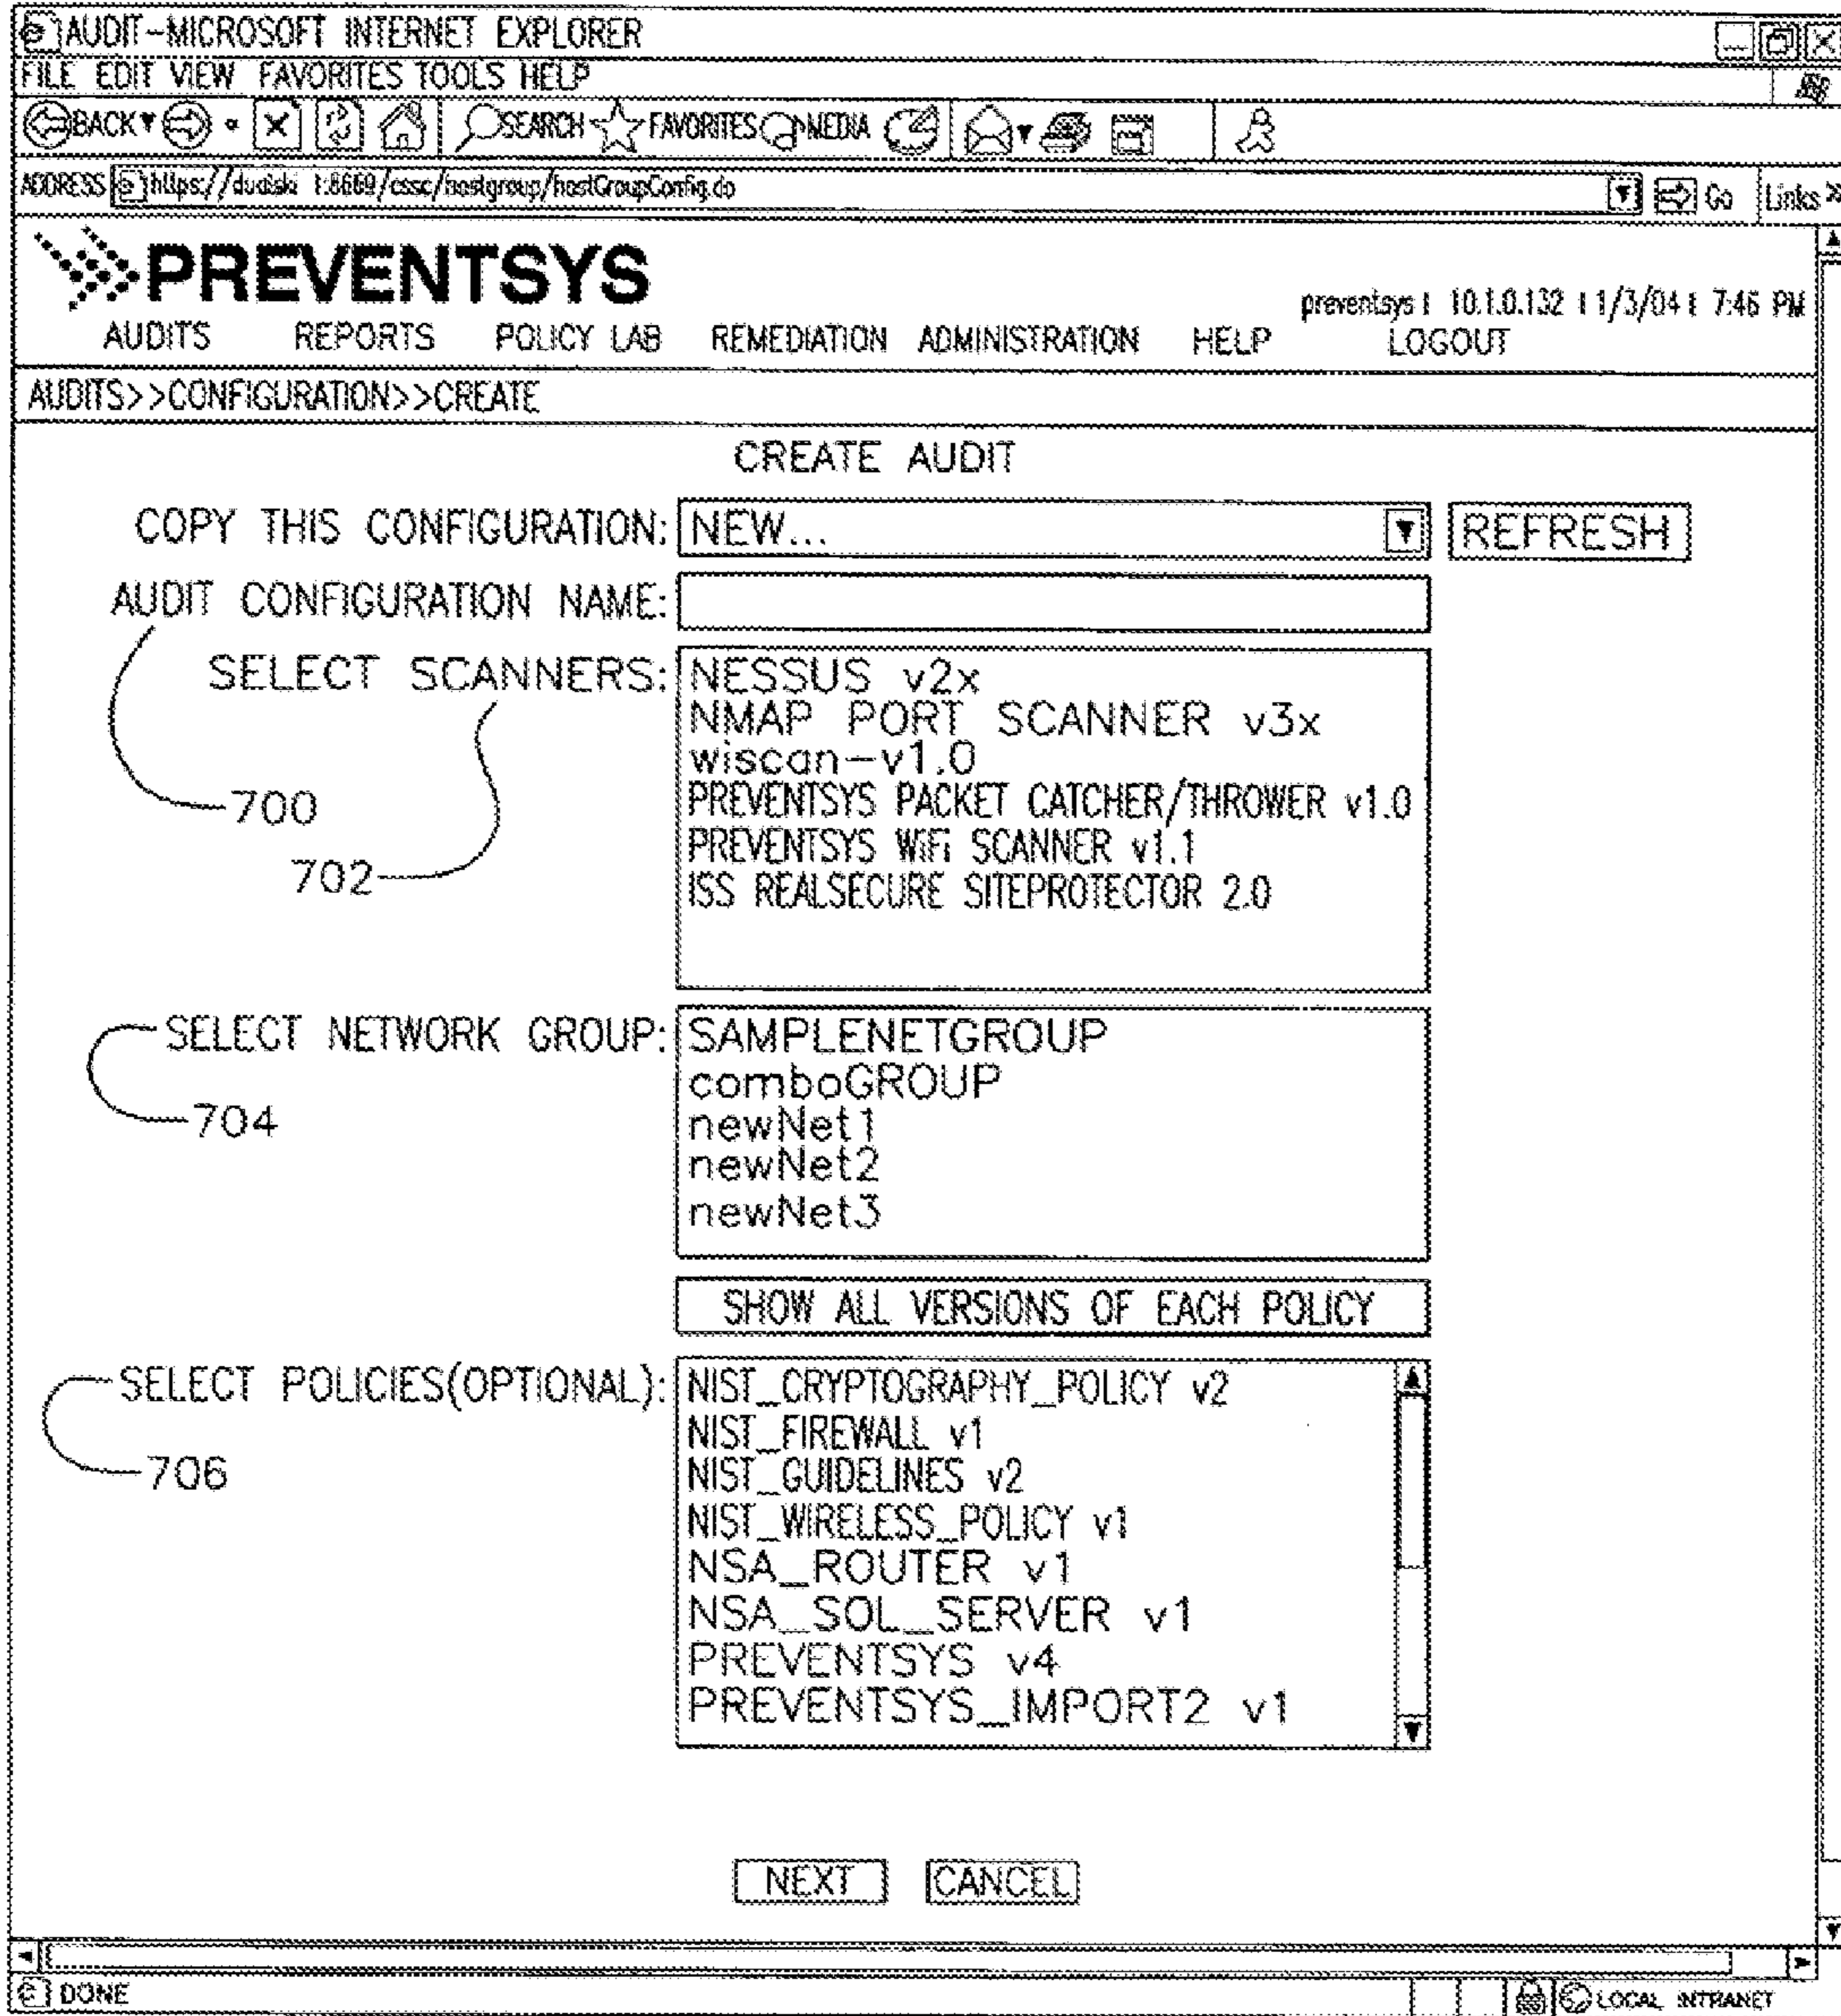 AUDIT-MICROSOFT INTERNET EXPLORER
FILE EDIT VIEW FAVORITES TOOLS HELP
BACK SEARCH FAVORITES MEDIA
ADDRESS /hostGroupConfig.do Go Links »
PREVENTSYS
preventsys | 10.1.0.132 | 1/3/04 | 7:46 PM
AUDITS REPORTS POLICY LAB REMEDIATION ADMINISTRATION HELP LOGOUT
AUDITS>>CONFIGURATION>>CREATE
CREATE AUDIT
COPY THIS CONFIGURATION: NEW... REFRESH
AUDIT CONFIGURATION NAME:
SELECT SCANNERS: NESSUS v2x
NMAP PORT SCANNER v3x
wiscan-v1.0
PREVENTSYS PACKET CATCHER/THROWER v1.0
700
PREVENTSYS WiFi SCANNER v1.1
702
ISS REALSECURE SITEPROTECTOR 2.0
SELECT NETWORK GROUP: SAMPLENETGROUP
comboGROUP
704
newNet1
newNet2
newNet3
SHOW ALL VERSIONS OF EACH POLICY
SELECT POLICIES(OPTIONAL): NIST_CRYPTOGRAPHY_POLICY v2
NIST_FIREWALL v1
706
NIST_GUIDELINES v2
NIST_WIRELESS_POLICY v1
NSA_ROUTER v1
NSA_SOL_SERVER v1
PREVENTSYS v4
PREVENTSYS_IMPORT2 v1
NEXT CANCEL
DONE LOCAL INTRANET